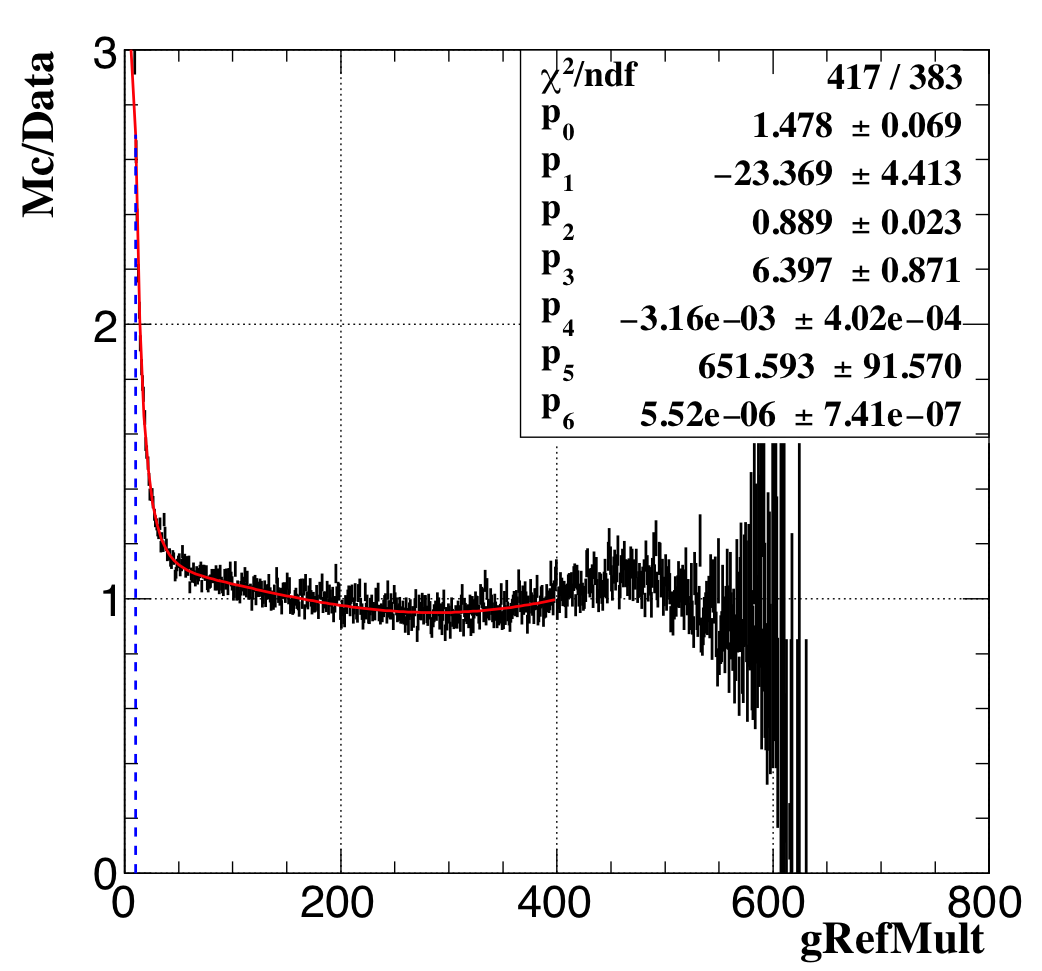 3
Mc/Data
χ²/ndf 417 / 383
p₀ 1.478 ± 0.069
p₁ −23.369 ± 4.413
p₂ 0.889 ± 0.023
p₃ 6.397 ± 0.871
2
p₄ −3.16e−03 ± 4.02e−04
p₅ 651.593 ± 91.570
p₆ 5.52e−06 ± 7.41e−07
1
0
0 200 400 600 800
gRefMult